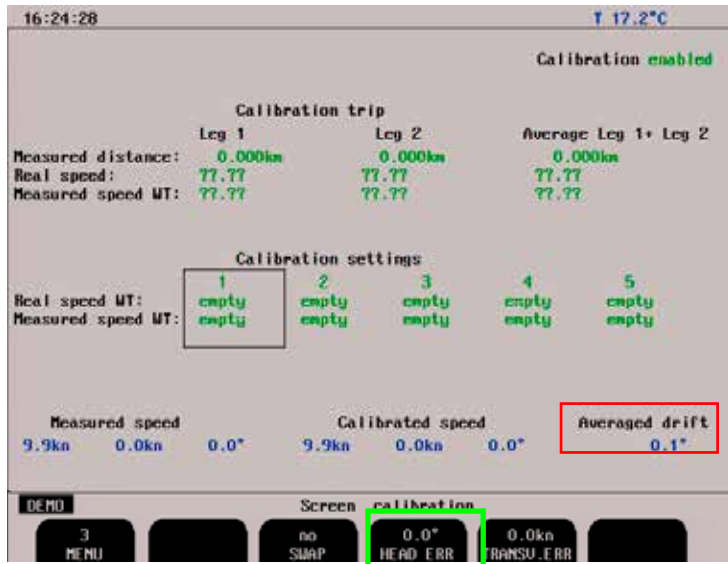 16:24:28 T 17.2°C
Calibration enabled
Calibration trip
Leg 1 Leg 2 Average Leg 1+ Leg 2
Measured distance: 0.000km 0.000km 0.000km
Real speed: ??.?? ??.?? ??.??
Measured speed WT: ??.?? ??.?? ??.??
Calibration settings
1 2 3 4 5
Real speed WT: empty empty empty empty empty
Measured speed WT: empty empty empty empty empty
Measured speed Calibrated speed Averaged drift
9.9kn 0.0kn 0.0° 9.9kn 0.0kn 0.0° 0.1°
DEMO Screen calibration
3 no 0.0° 0.0kn
MENU SWAP HEAD ERR TRANSV.ERR